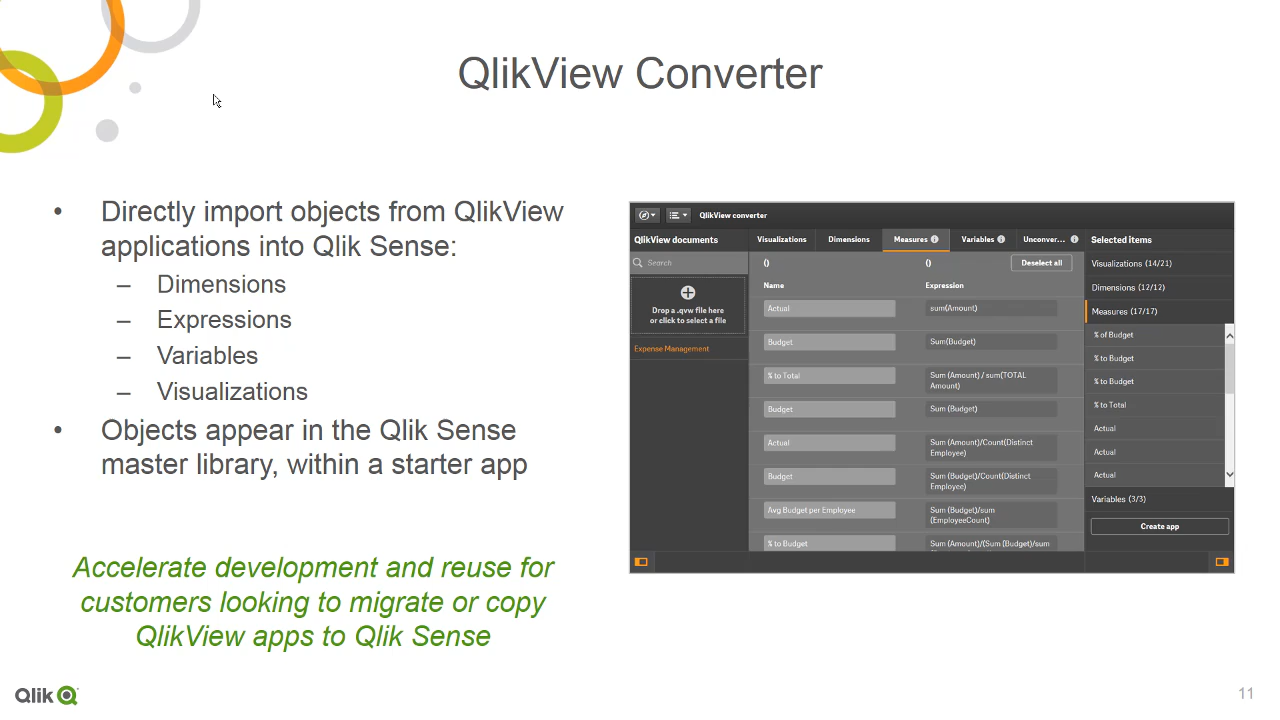 QlikView Converter
• Directly import objects from QlikView
applications into Qlik Sense:
– Dimensions
– Expressions
– Variables
– Visualizations
• Objects appear in the Qlik Sense
master library, within a starter app
Accelerate development and reuse for
customers looking to migrate or copy
QlikView apps to Qlik Sense
QlikView converter
QlikView documents
Search
Drop a .qvw file here
or click to select a file
Expense Management
Visualizations Dimensions Measures Variables Unconver...
() () Deselect all
Name Expression
Actual sum(Amount)
Budget Sum(Budget)
% to Total Sum (Amount) / sum(TOTAL
Amount)
Budget Sum (Budget)
Actual Sum (Amount)/Count(Distinct
Employee)
Budget Sum (Budget)/Count(Distinct
Employee)
Avg Budget per Employee Sum (Budget)/sum
(EmployeeCount)
% to Budget Sum (Amount)/(Sum (Budget)/sum
Selected items
Visualizations (14/21)
Dimensions (12/12)
Measures (17/17)
% of Budget
% to Budget
% to Budget
% to Total
Actual
Actual
Actual
Variables (3/3)
Create app
Qlik
11